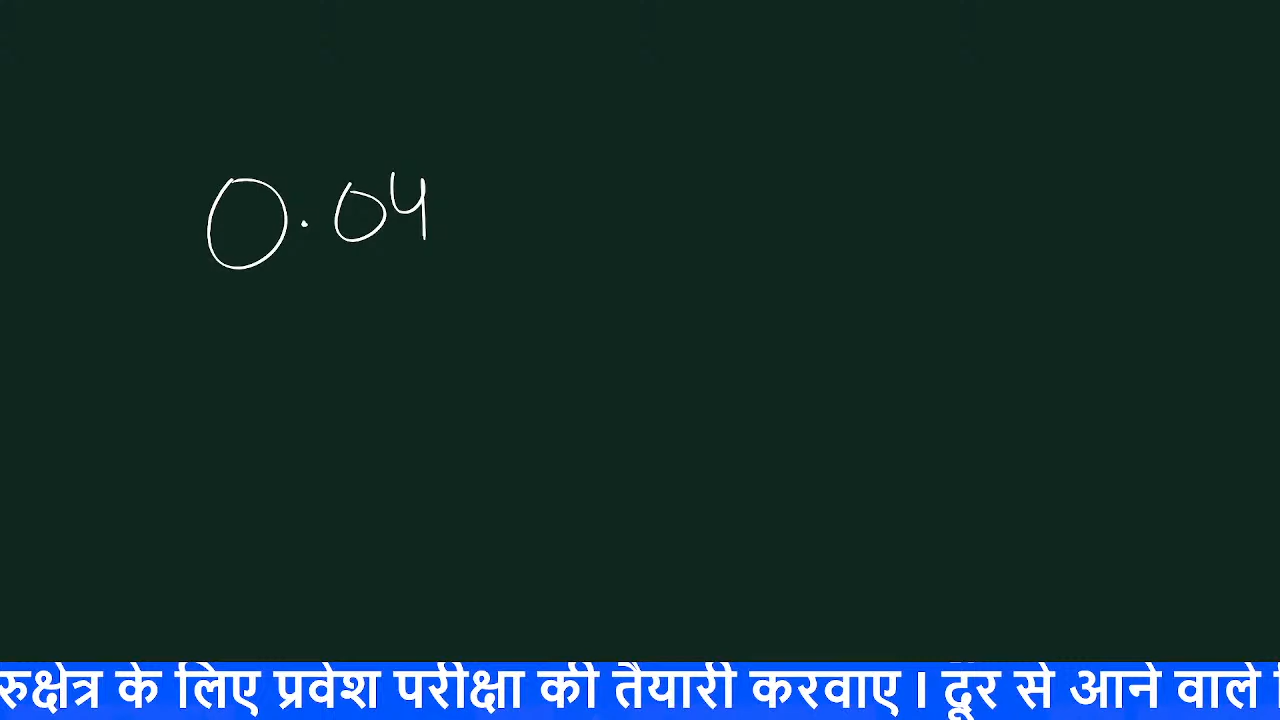 0.04
रुक्षेत्र के लिए प्रवेश परीक्षा की तैयारी करवाए । दूर से आने वाले